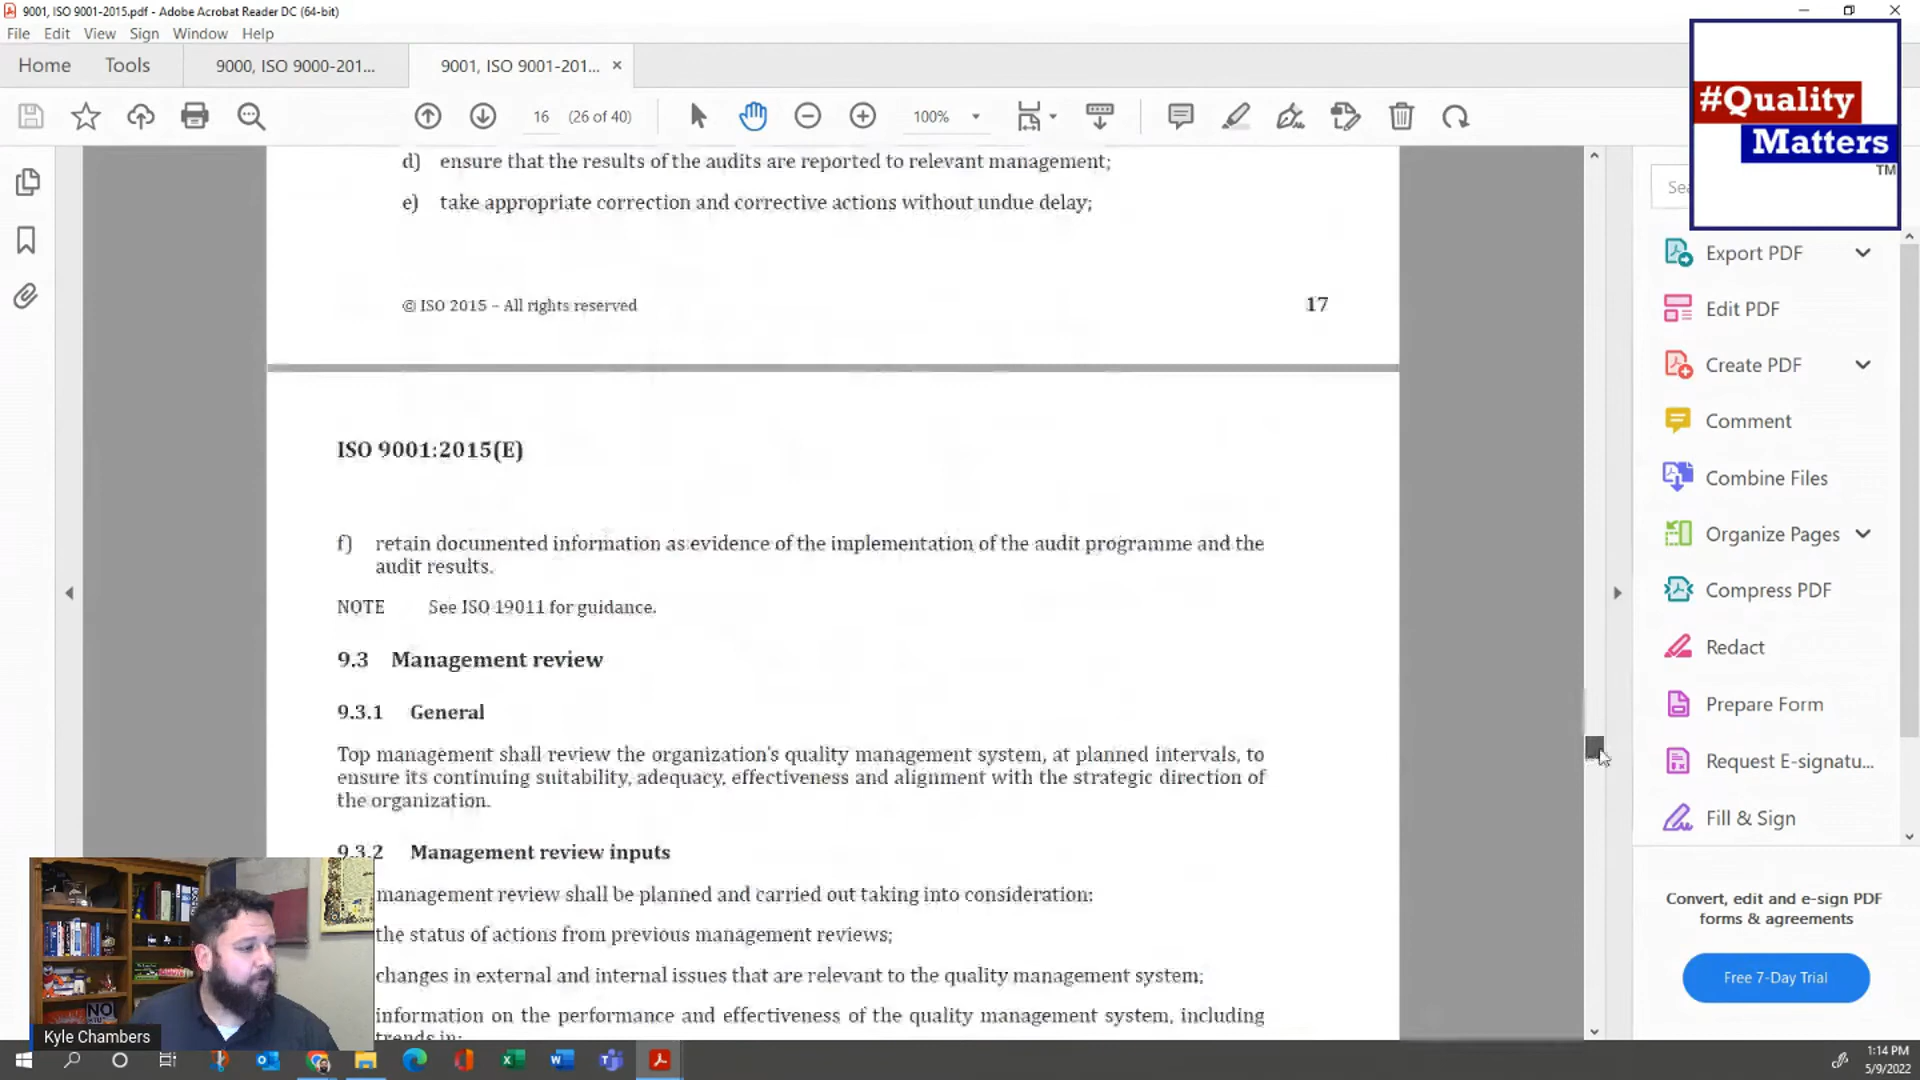 9001, ISO 9001-2015.pdf - Adobe Acrobat Reader DC (64-bit)
File Edit View Sign Window Help
Home Tools 9000, ISO 9000-201... 9001, ISO 9001-201... ×
16 (26 of 40) 100%
#Quality
Matters
TM
d) ensure that the results of the audits are reported to relevant management;
e) take appropriate correction and corrective actions without undue delay;
© ISO 2015 – All rights reserved 17
ISO 9001:2015(E)
f) retain documented information as evidence of the implementation of the audit programme and the
audit results.
NOTE See ISO 19011 for guidance.
9.3 Management review
9.3.1 General
Top management shall review the organization's quality management system, at planned intervals, to
ensure its continuing suitability, adequacy, effectiveness and alignment with the strategic direction of
the organization.
9.3.2 Management review inputs
management review shall be planned and carried out taking into consideration:
the status of actions from previous management reviews;
changes in external and internal issues that are relevant to the quality management system;
information on the performance and effectiveness of the quality management system, including
trends in:
Sea
Export PDF
Edit PDF
Create PDF
Comment
Combine Files
Organize Pages
Compress PDF
Redact
Prepare Form
Request E-signatu...
Fill & Sign
Convert, edit and e-sign PDF
forms & agreements
Free 7-Day Trial
NO
Kyle Chambers
1:14 PM
5/9/2022